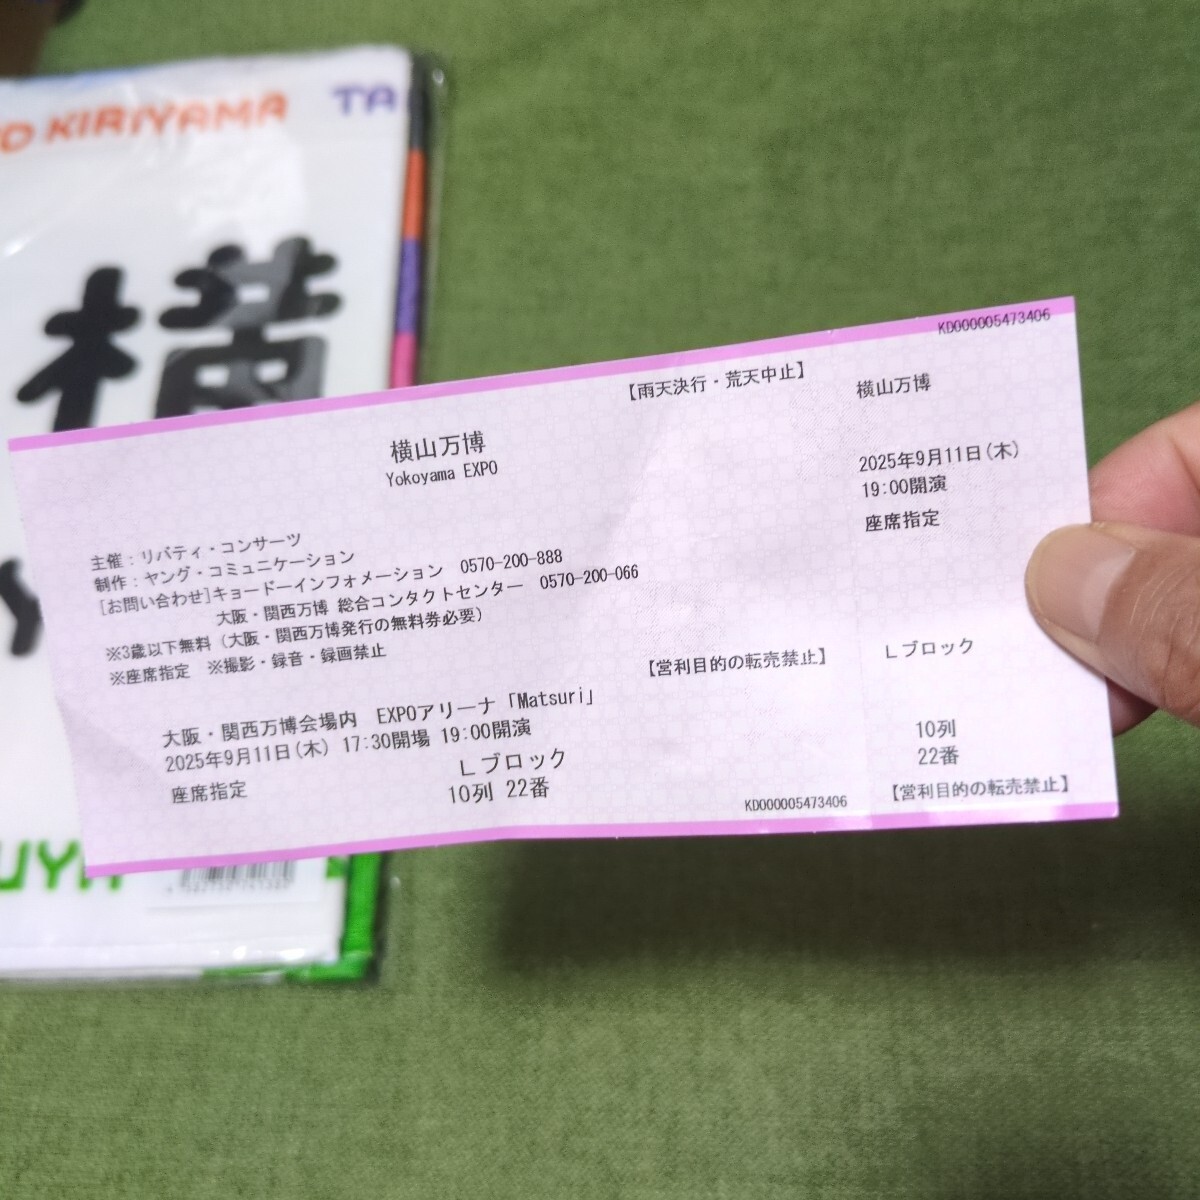 KIRIYAMA TA
横
KD000005473406
【雨天決行・荒天中止】
横山万博
Yokoyama EXPO
主催：リバティ・コンサーツ
制作：ヤング・コミュニケーション
[お問い合わせ]キョードーインフォメーション 0570-200-888
大阪・関西万博 総合コンタクトセンター 0570-200-066
※3歳以下無料（大阪・関西万博発行の無料券必要）
※座席指定 ※撮影・録音・録画禁止
【営利目的の転売禁止】
大阪・関西万博会場内 EXPOアリーナ「Matsuri」
2025年9月11日(木) 17:30開場 19:00開演
座席指定
Lブロック
10列 22番
KD000005473406
横山万博
2025年9月11日(木)
19:00開演
座席指定
Lブロック
10列
22番
【営利目的の転売禁止】
UYA